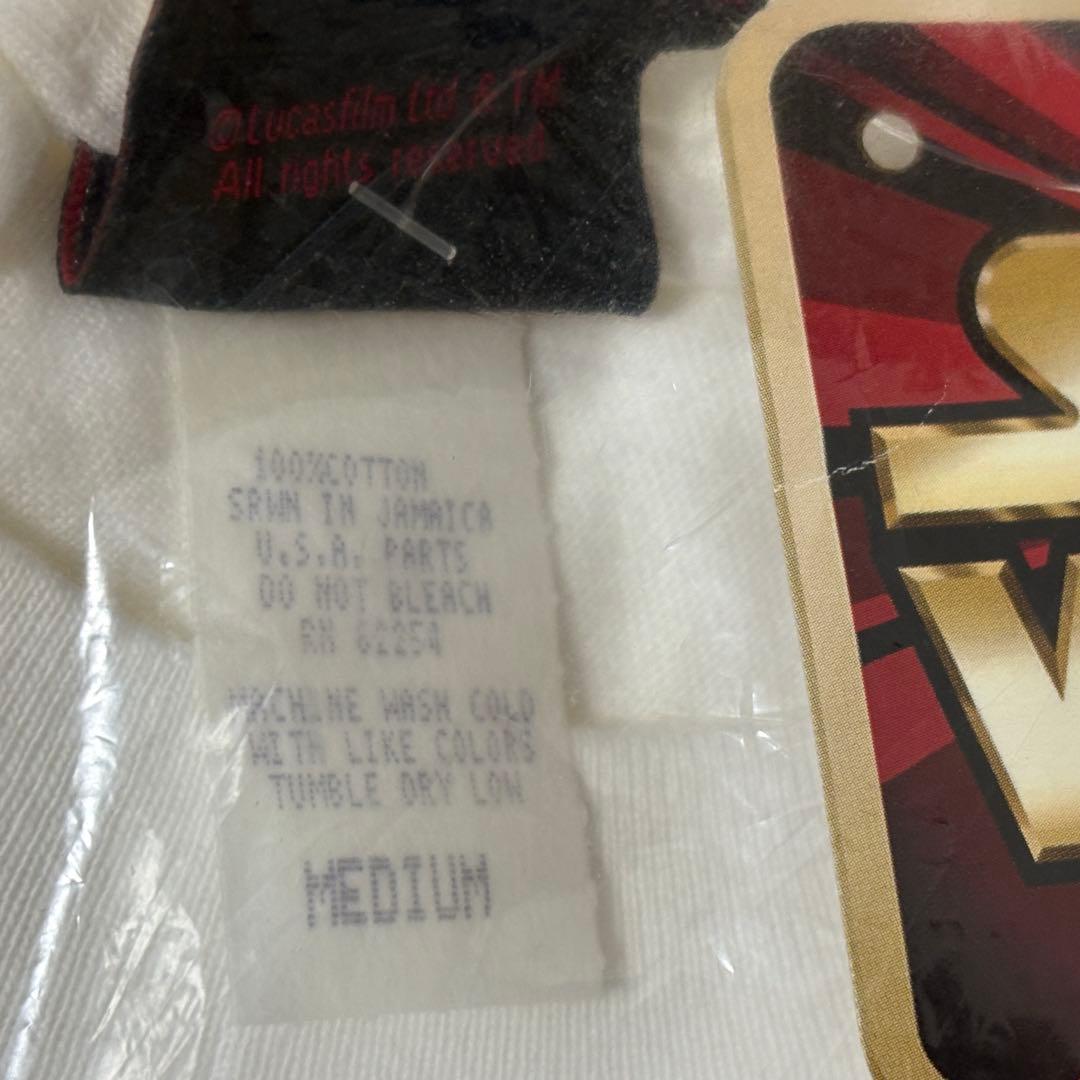 ©Lucasfilm Ltd & TM
All rights reserved
100%COTTON
SEWN IN JAMAICA
U.S.A. PARTS
DO NOT BLEACH
RN 62254
MACHINE WASH COLD
WITH LIKE COLORS
TUMBLE DRY LOW
MEDIUM